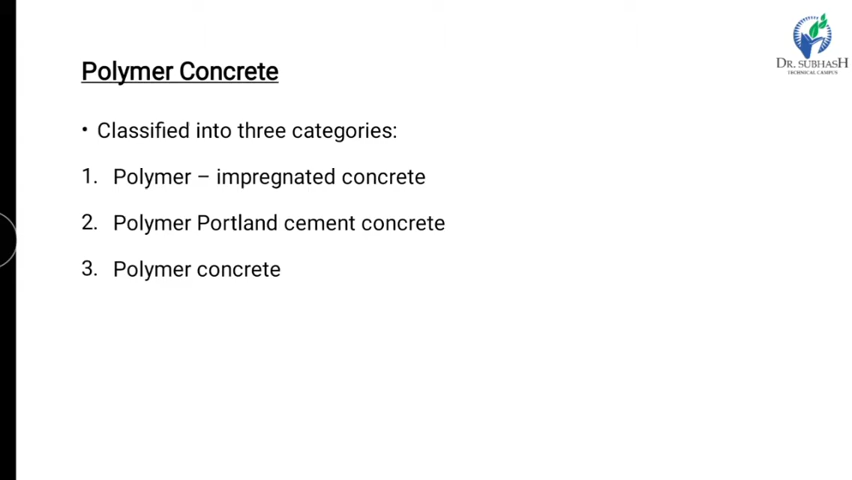 DR. SUBHASH
TECHNICAL CAMPUS
Polymer Concrete
• Classified into three categories:
1. Polymer – impregnated concrete
2. Polymer Portland cement concrete
3. Polymer concrete